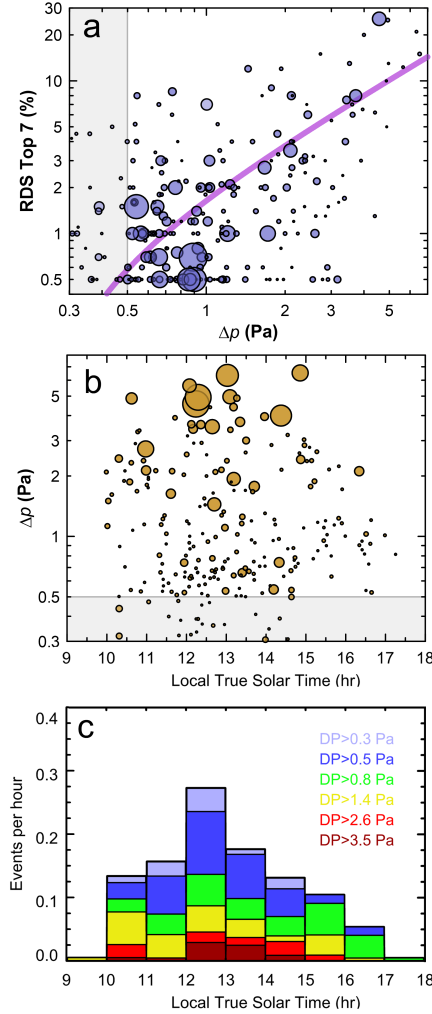 a
RDS Top 7 (%)
30
20
10
5
3
2
1
0.5
0.3 0.5 1 2 5
Δp (Pa)
b
Δp (Pa)
5
3
2
1
0.5
0.3
9 10 11 12 13 14 15 16 17 18
Local True Solar Time (hr)
c
Events per hour
0.4
0.3
0.2
0.1
0.0
DP>0.3 Pa
DP>0.5 Pa
DP>0.8 Pa
DP>1.4 Pa
DP>2.6 Pa
DP>3.5 Pa
9 10 11 12 13 14 15 16 17 18
Local True Solar Time (hr)